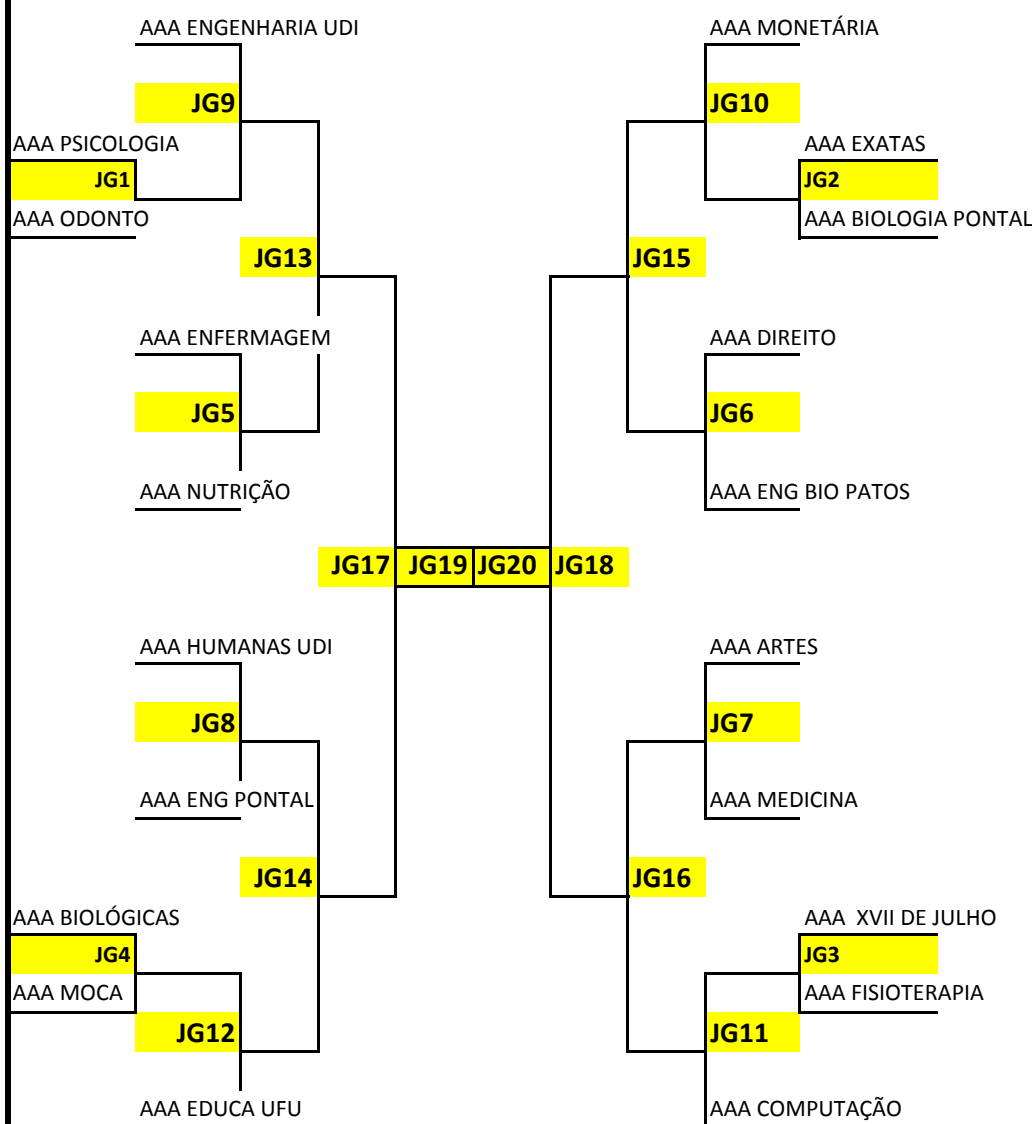 AAA ENGENHARIA UDI
AAA MONETÁRIA
JG9
JG10
AAA PSICOLOGIA
AAA EXATAS
JG1
JG2
AAA ODONTO
AAA BIOLOGIA PONTAL
JG13
JG15
AAA ENFERMAGEM
AAA DIREITO
JG5
JG6
AAA NUTRIÇÃO
AAA ENG BIO PATOS
JG17 JG19 JG20 JG18
AAA HUMANAS UDI
AAA ARTES
JG8
JG7
AAA ENG PONTAL
AAA MEDICINA
JG14
JG16
AAA BIOLÓGICAS
AAA XVII DE JULHO
JG4
JG3
AAA MOCA
AAA FISIOTERAPIA
JG12
JG11
AAA EDUCA UFU
AAA COMPUTAÇÃO